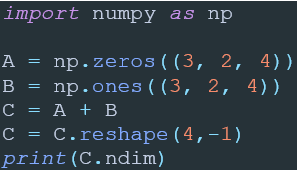 import numpy as np

A = np.zeros((3, 2, 4))
B = np.ones((3, 2, 4))
C = A + B
C = C.reshape(4,-1)
print(C.ndim)